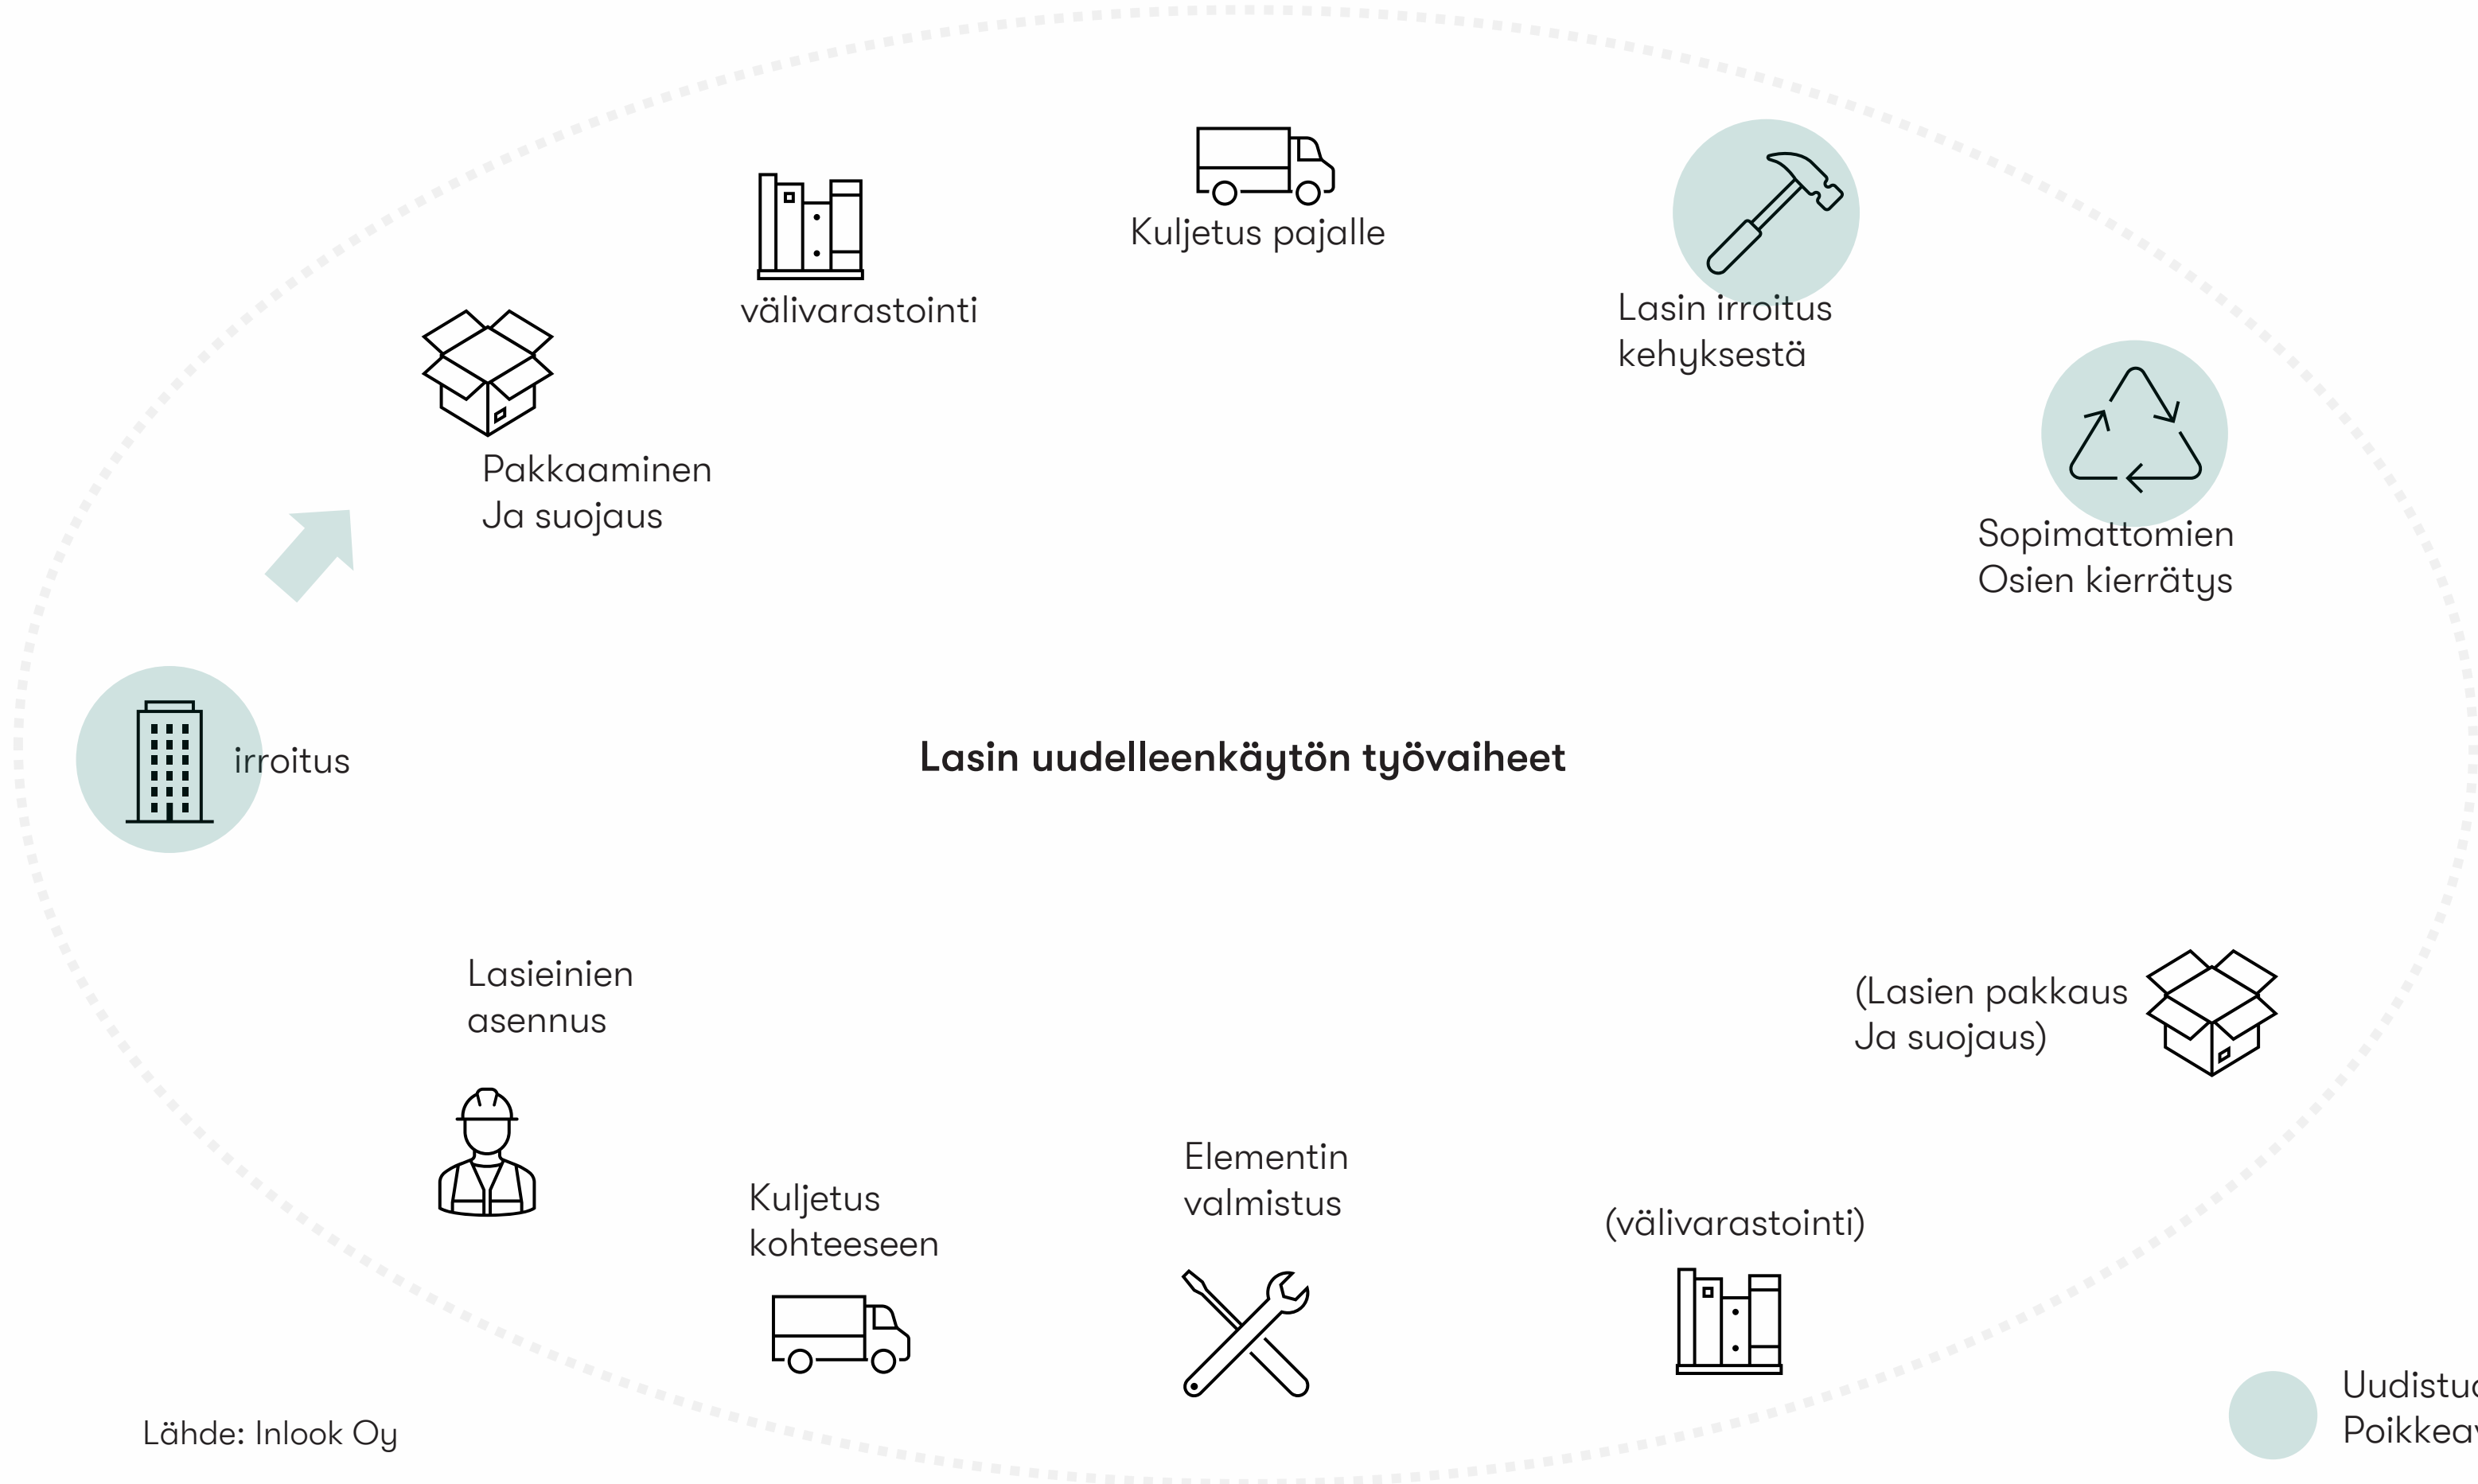 Kuljetus pajalle
välivarastointi
Lasin irroitus
kehyksestä
Pakkaaminen
Ja suojaus
Sopimattomien
Osien kierrätys
irroitus
Lasin uudelleenkäytön työvaiheet
Lasieinien
asennus
(Lasien pakkaus
Ja suojaus)
Kuljetus
kohteeseen
Elementin
valmistus
(välivarastointi)
Lähde: Inlook Oy